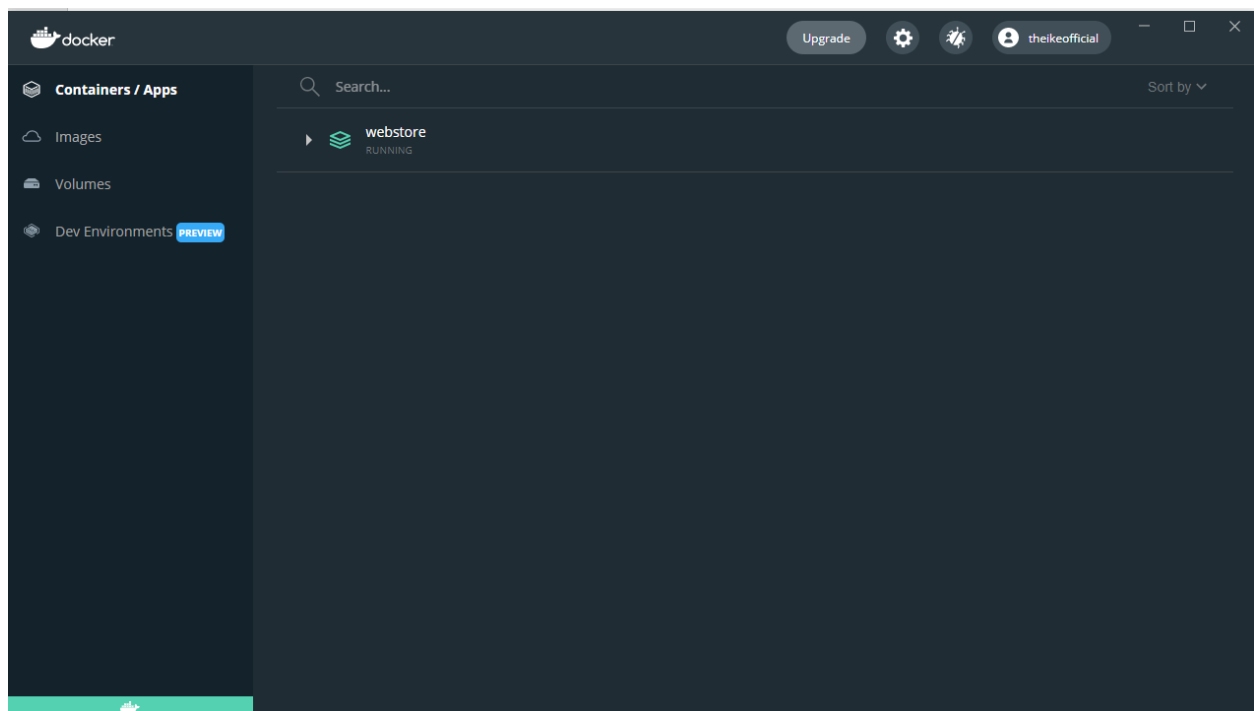 docker
Upgrade
theikeofficial
Containers / Apps
Images
Volumes
Dev Environments PREVIEW
Search...
Sort by
webstore
RUNNING